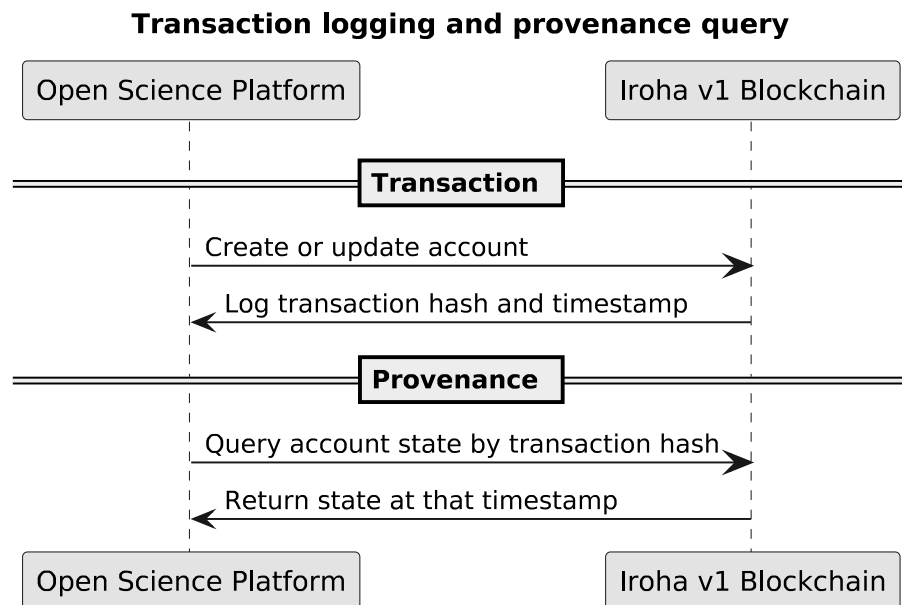 Transaction logging and provenance query
Open Science Platform
Iroha v1 Blockchain
Transaction
Create or update account
Log transaction hash and timestamp
Provenance
Query account state by transaction hash
Return state at that timestamp
Open Science Platform
Iroha v1 Blockchain